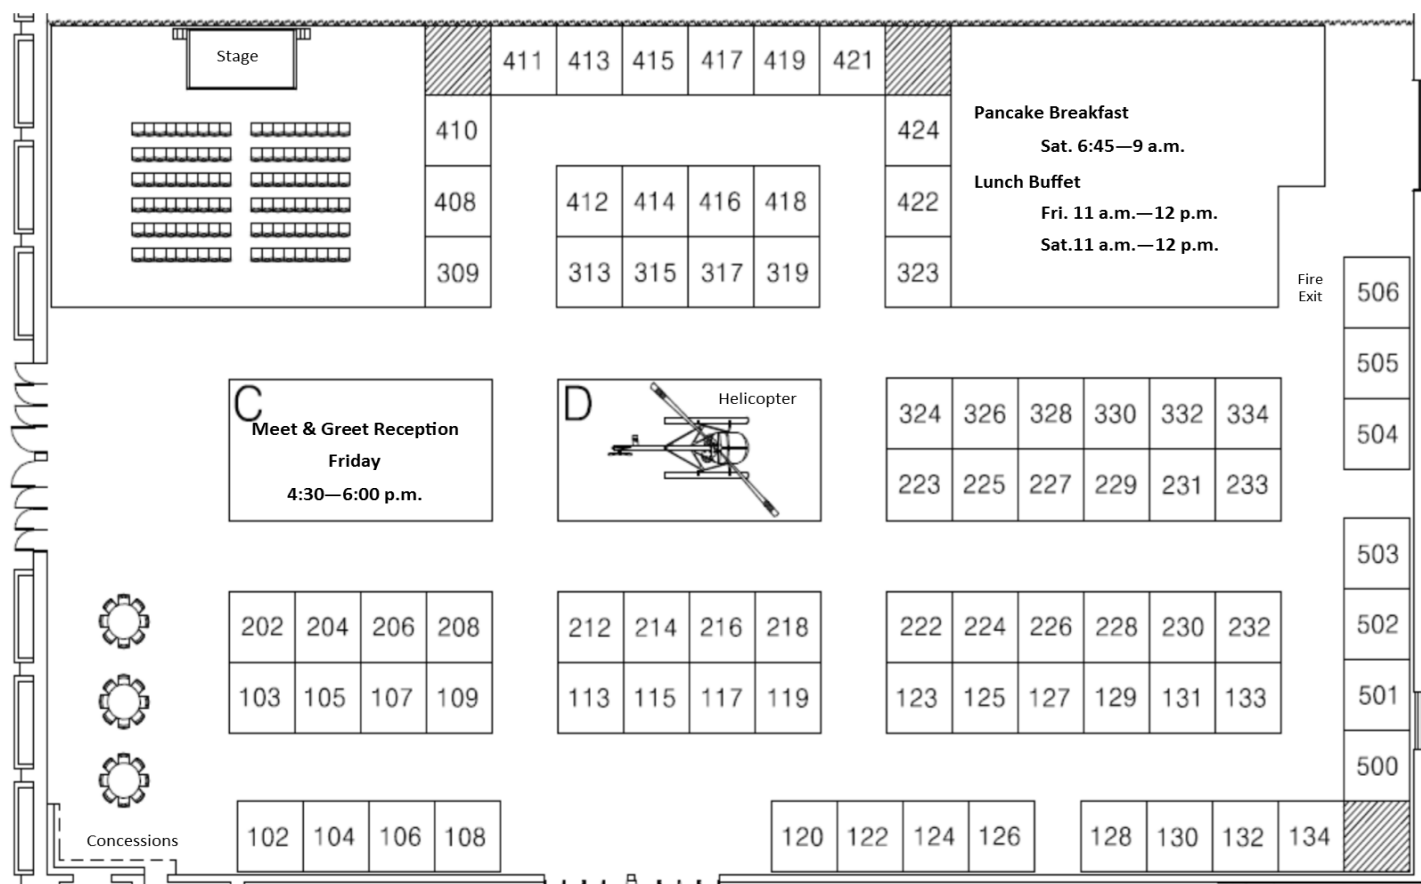 Stage
411 413 415 417 419 421
410
424
Pancake Breakfast
Sat. 6:45—9 a.m.
Lunch Buffet
Fri. 11 a.m.—12 p.m.
Sat.11 a.m.—12 p.m.
408
412 414 416 418
422
309
313 315 317 319
323
Fire
Exit
506
505
504
C
Meet & Greet Reception
Friday
4:30—6:00 p.m.
D
Helicopter
324 326 328 330 332 334
223 225 227 229 231 233
503
502
501
500
202 204 206 208
212 214 216 218
222 224 226 228 230 232
103 105 107 109
113 115 117 119
123 125 127 129 131 133
Concessions
102 104 106 108
120 122 124 126
128 130 132 134